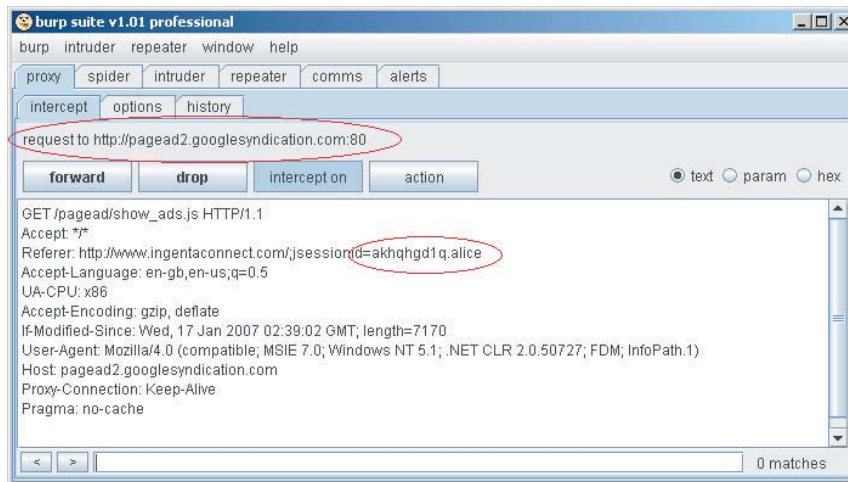 burp suite v1.01 professional
burp intruder repeater window help
proxy spider intruder repeater comms alerts
intercept options history
request to http://pagead2.googlesyndication.com:80
forward drop intercept on action text param hex
GET /pagead/show_ads.js HTTP/1.1
Accept: */*
Referer: http://www.ingentaconnect.com/;jsessionid=akhqhgd1q.alice
Accept-Language: en-gb,en-us;q=0.5
UA-CPU: x86
Accept-Encoding: gzip, deflate
If-Modified-Since: Wed, 17 Jan 2007 02:39:02 GMT; length=7170
User-Agent: Mozilla/4.0 (compatible; MSIE 7.0; Windows NT 5.1; .NET CLR 2.0.50727; FDM; InfoPath.1)
Host: pagead2.googlesyndication.com
Proxy-Connection: Keep-Alive
Pragma: no-cache
< > 0 matches